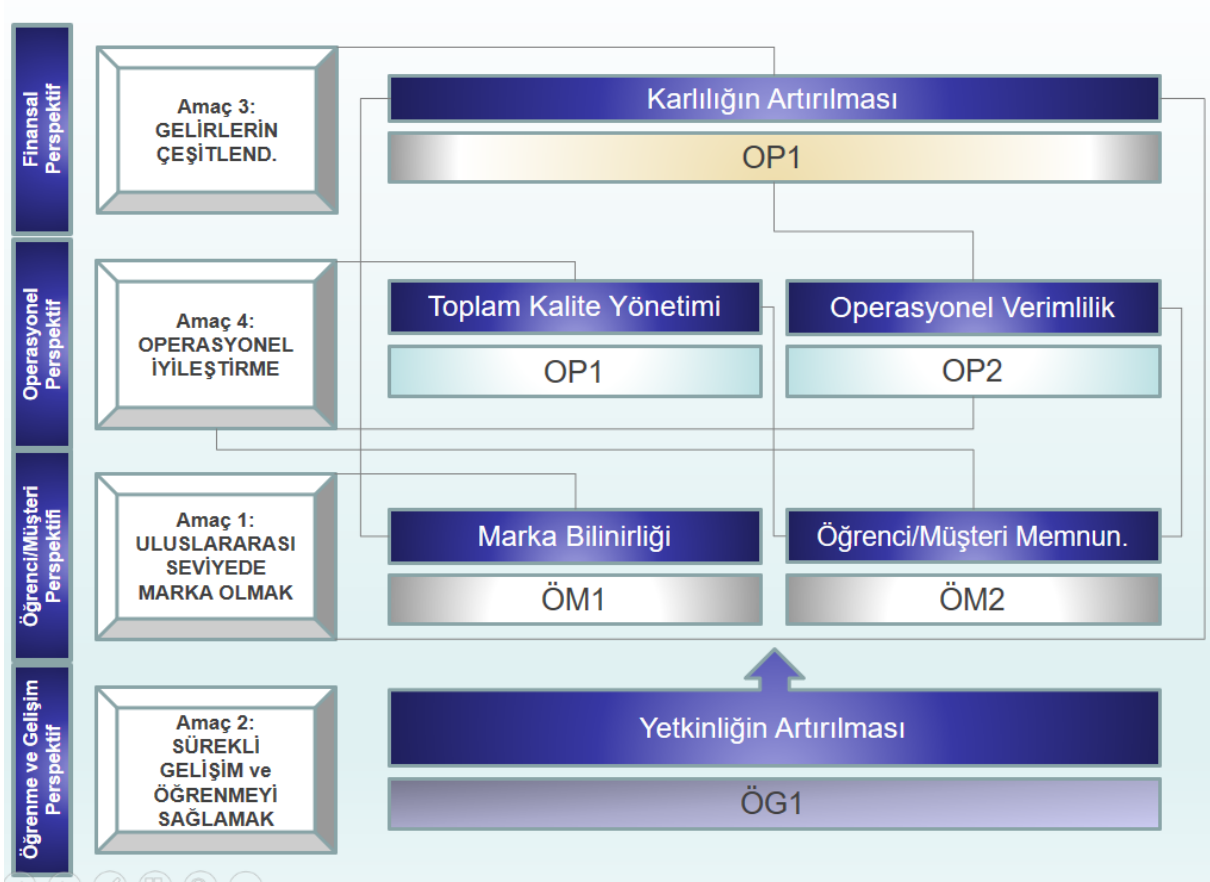 Finansal
Perspektif
Amaç 3:
GELİRLERİN
ÇEŞİTLEND.
Karlılığın Artırılması
OP1
Operasyonel
Perspektif
Amaç 4:
OPERASYONEL
İYİLEŞTİRME
Toplam Kalite Yönetimi
OP1
Operasyonel Verimlilik
OP2
Öğrenci/Müşteri
Perspektifi
Amaç 1:
ULUSLARARASI
SEVİYEDE
MARKA OLMAK
Marka Bilinirliği
ÖM1
Öğrenci/Müşteri Memnun.
ÖM2
Öğrenme ve Gelişim
Perspektif
Amaç 2:
SÜREKLİ
GELİŞİM ve
ÖĞRENMEYİ
SAĞLAMAK
Yetkinliğin Artırılması
ÖG1